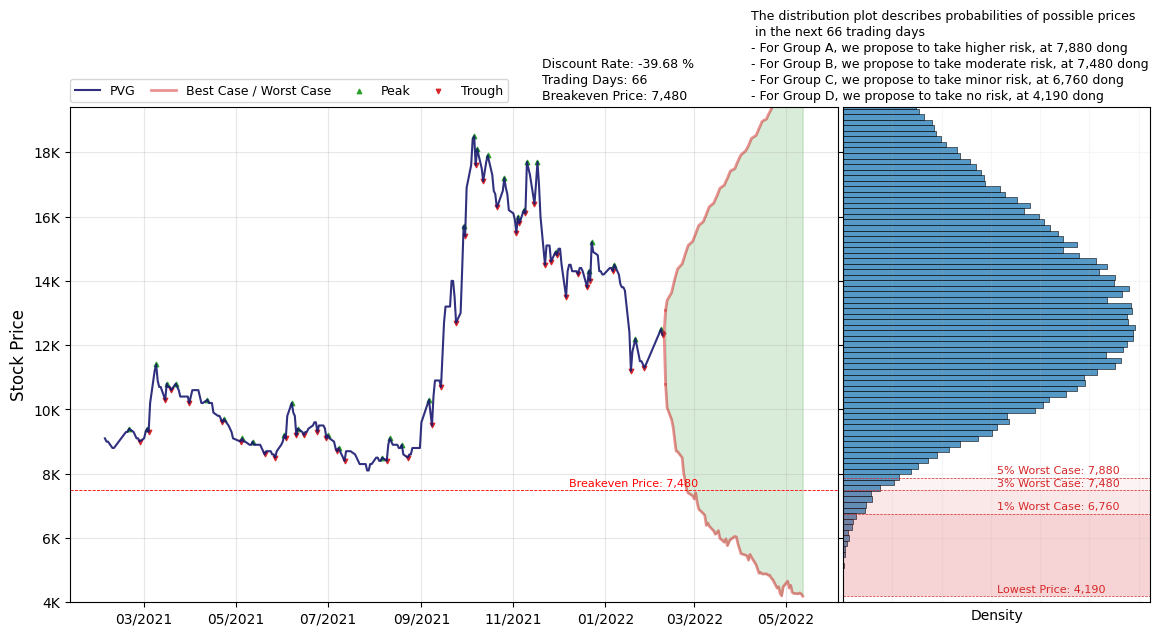 The distribution plot describes probabilities of possible prices
in the next 66 trading days
- For Group A, we propose to take higher risk, at 7,880 dong
- For Group B, we propose to take moderate risk, at 7,480 dong
- For Group C, we propose to take minor risk, at 6,760 dong
- For Group D, we propose to take no risk, at 4,190 dong
Discount Rate: -39.68 %
Trading Days: 66
Breakeven Price: 7,480
PVG
Best Case / Worst Case
Peak
Trough
Stock Price
18K
16K
14K
12K
10K
8K
6K
4K
Breakeven Price: 7,480
03/2021
05/2021
07/2021
09/2021
11/2021
01/2022
03/2022
05/2022
5% Worst Case: 7,880
3% Worst Case: 7,480
1% Worst Case: 6,760
Lowest Price: 4,190
Density